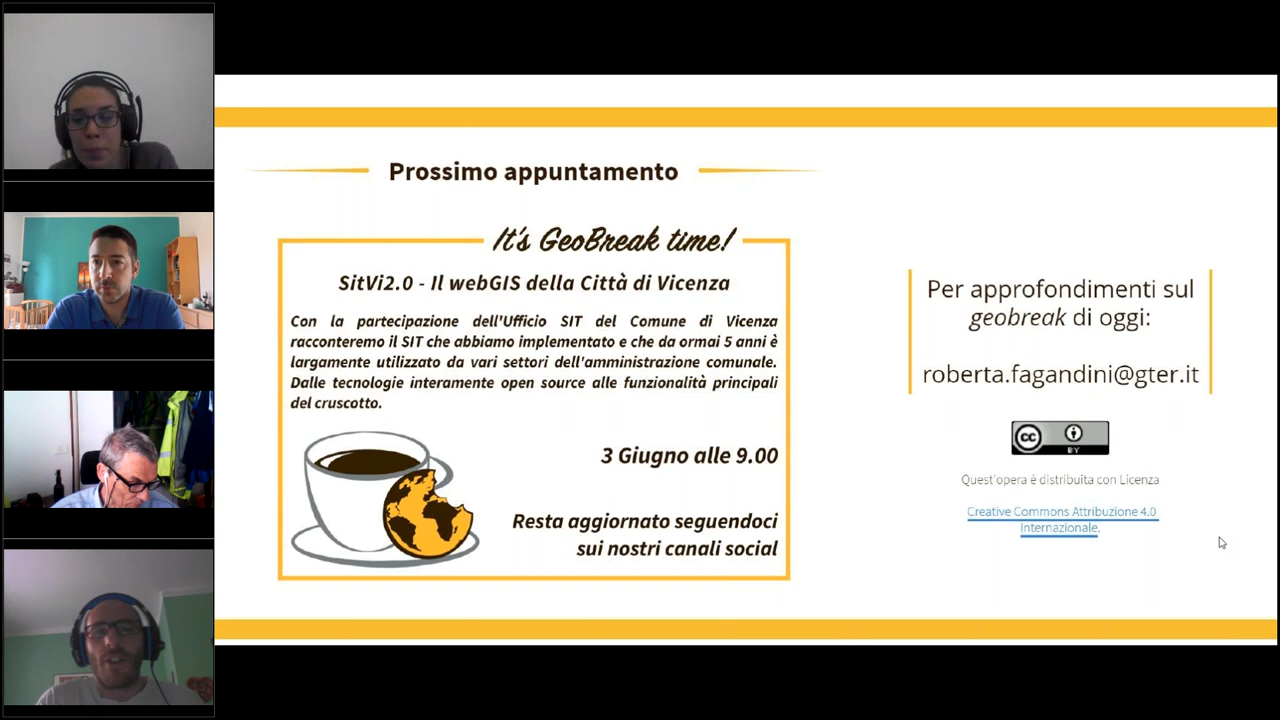 Prossimo appuntamento
It's GeoBreak time!
SitVi2.0 - Il webGIS della Città di Vicenza
Con la partecipazione dell'Ufficio SIT del Comune di Vicenza
racconteremo il SIT che abbiamo implementato e che da ormai 5 anni è
largamente utilizzato da vari settori dell'amministrazione comunale.
Dalle tecnologie interamente open source alle funzionalità principali
del cruscotto.
3 Giugno alle 9.00
Resta aggiornato seguendoci
sui nostri canali social
Per approfondimenti sul
geobreak di oggi:
roberta.fagandini@gter.it
cc
BY
Quest'opera è distribuita con Licenza
Creative Commons Attribuzione 4.0
Internazionale.